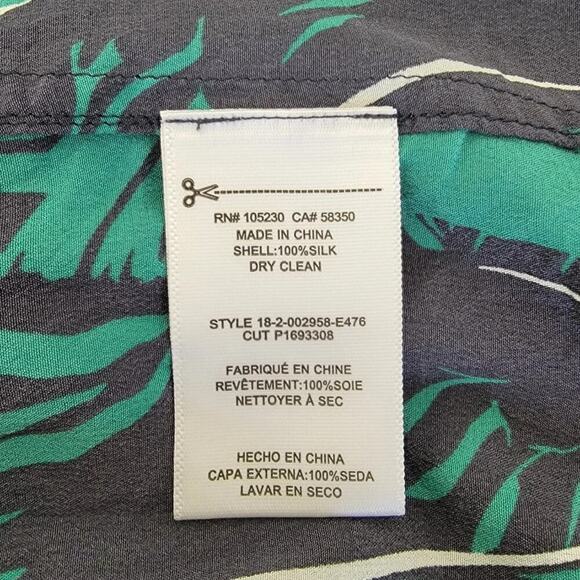 RN# 105230 CA# 58350
MADE IN CHINA
SHELL:100%SILK
DRY CLEAN
STYLE 18-2-002958-E476
CUT P1693308
FABRIQUÉ EN CHINE
REVÊTEMENT:100%SOIE
NETTOYER À SEC
HECHO EN CHINA
CAPA EXTERNA:100%SEDA
LAVAR EN SECO